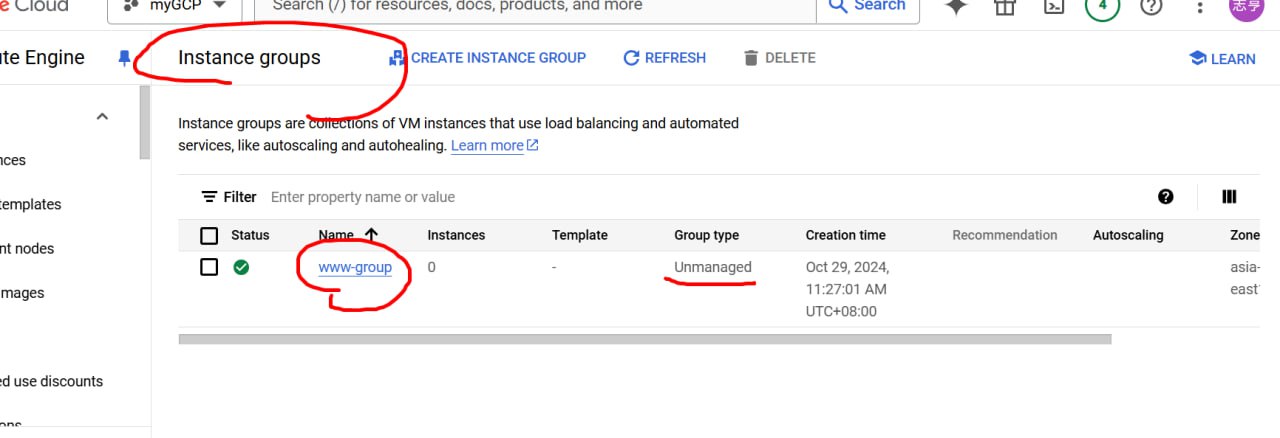 e Cloud
myGCP
Search (/) for resources, docs, products, and more
Search
4
志亨
ute Engine
Instance groups
CREATE INSTANCE GROUP
REFRESH
DELETE
LEARN
Instance groups are collections of VM instances that use load balancing and automated
services, like autoscaling and autohealing. Learn more
nces
templates
nt nodes
mages
ed use discounts
ons
Filter
Enter property name or value
Status Name Instances Template Group type Creation time Recommendation Autoscaling Zone
www-group 0 - Unmanaged Oct 29, 2024, asia-
11:27:01 AM east1
UTC+08:00